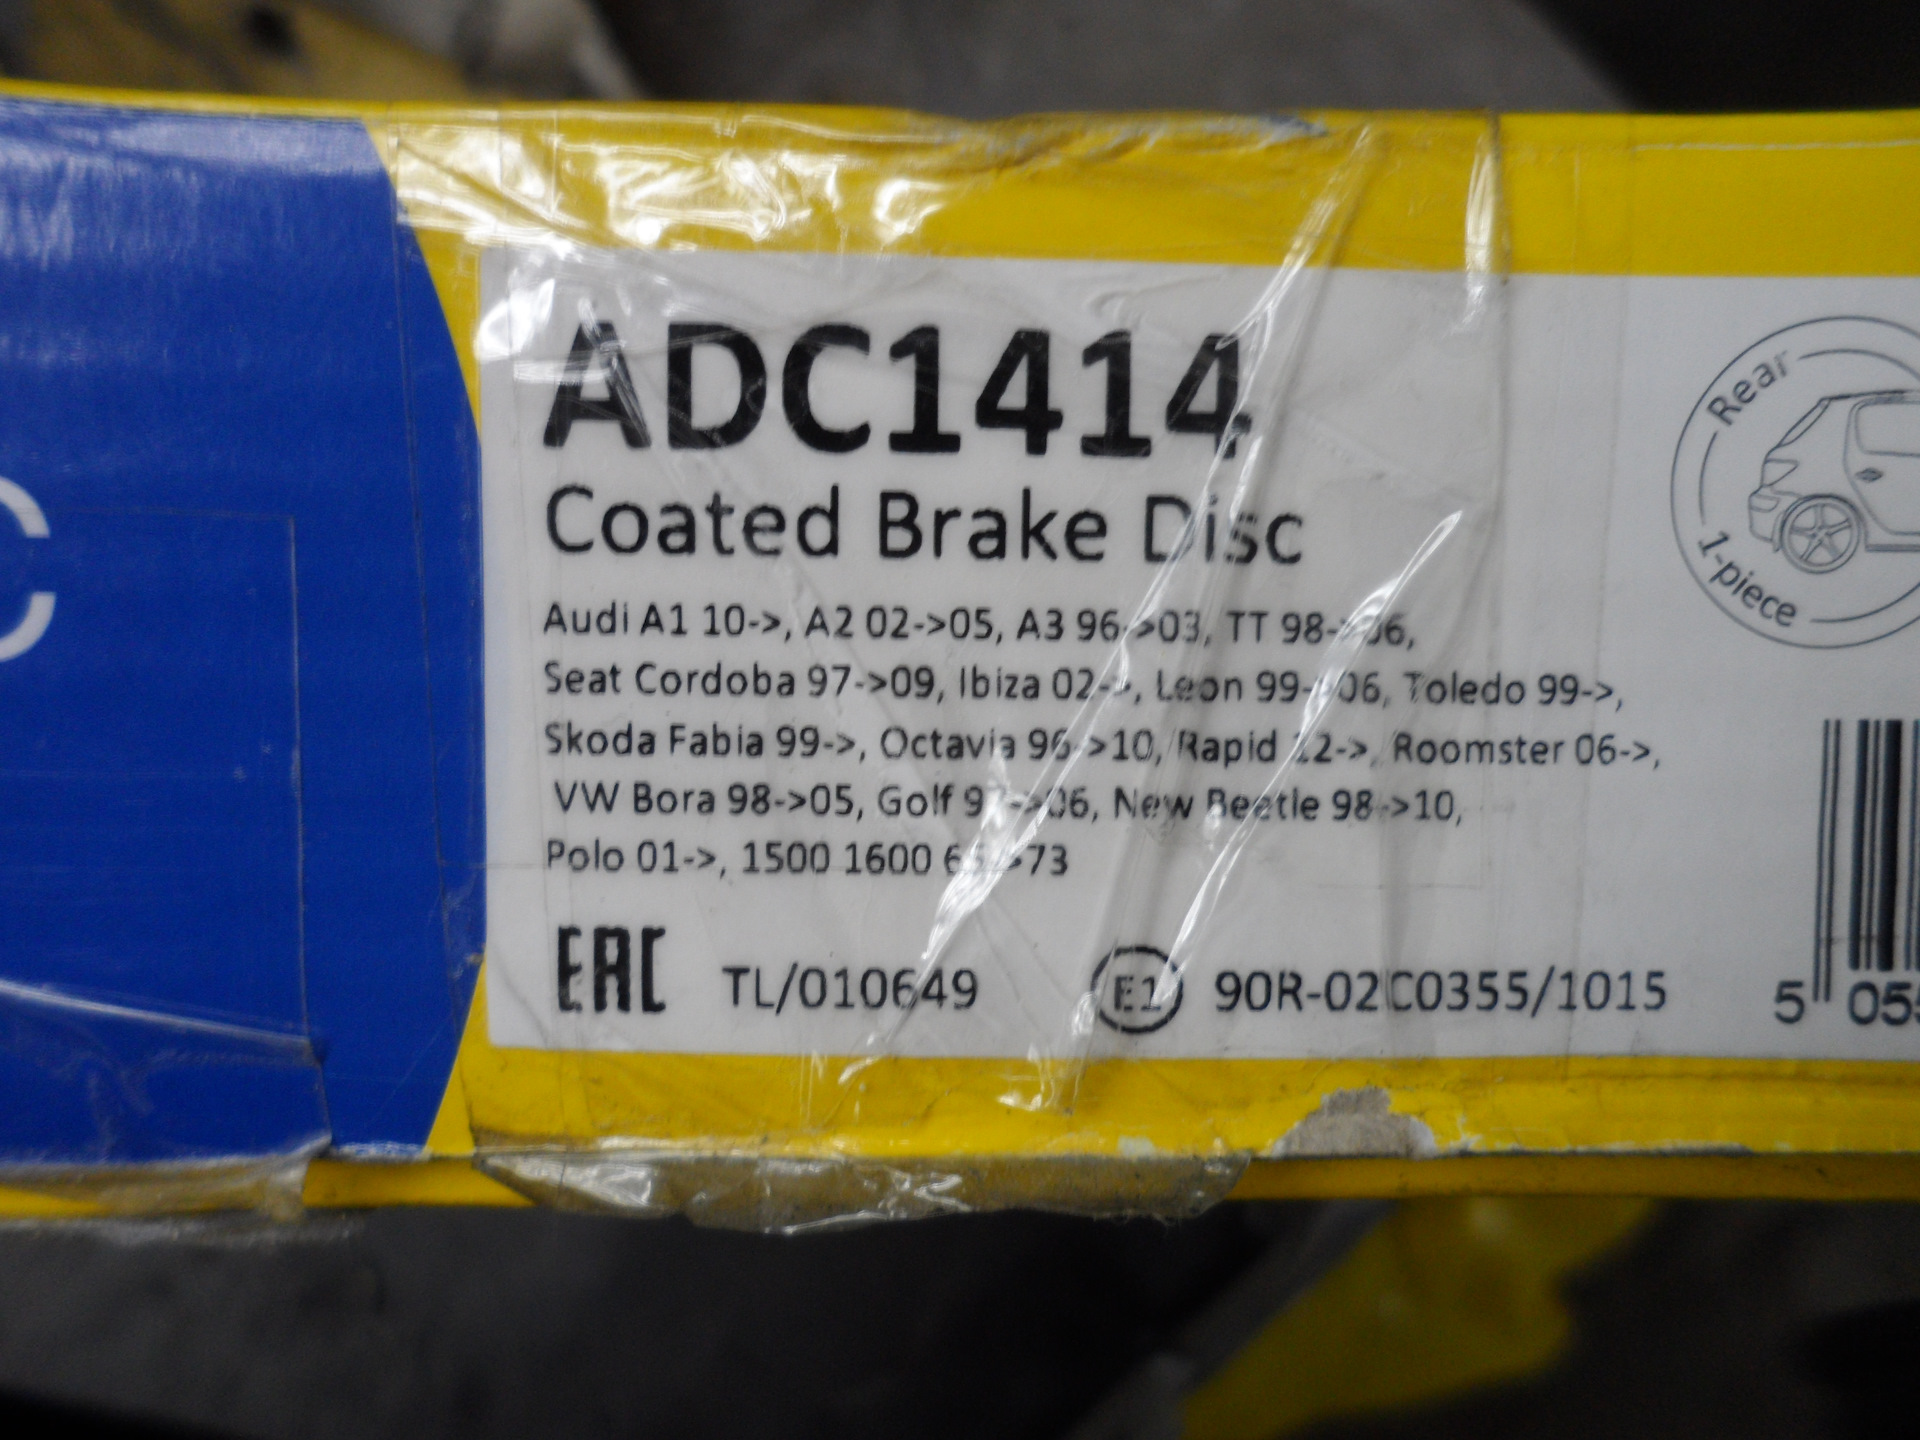 ADC1414
Coated Brake Disc
Audi A1 10->, A2 02->05, A3 96->03, TT 98->06,
Seat Cordoba 97->09, Ibiza 02->, Leon 99->06, Toledo 99->,
Skoda Fabia 99->, Octavia 96->10, Rapid 12->, Roomster 06->,
VW Bora 98->05, Golf 97->06, New Beetle 98->10,
Polo 01->, 1500 1600 ->73
EAC TL/010649 E1 90R-02C0355/1015
Rear
1-piece
5 055